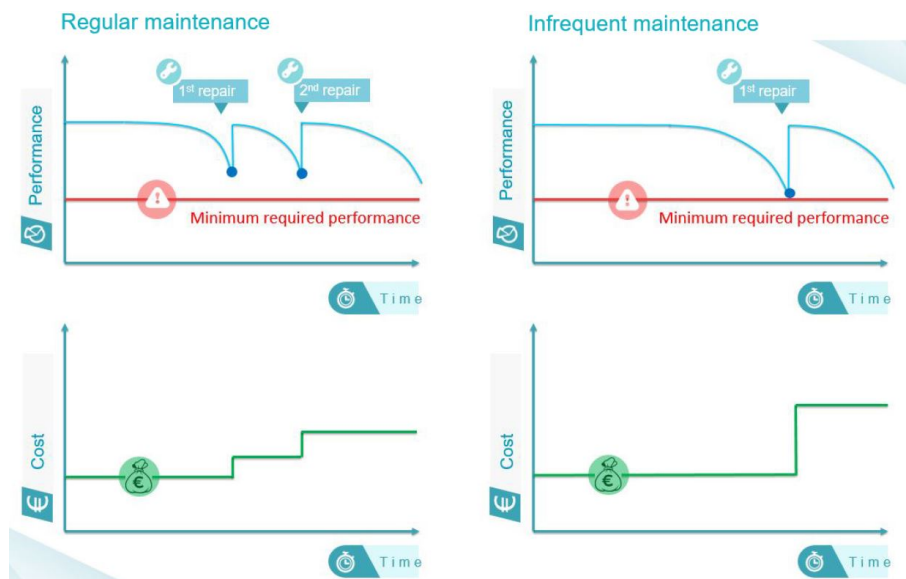 Regular maintenance
Infrequent maintenance
1st repair
2nd repair
Performance
Minimum required performance
Time
1st repair
Performance
Minimum required performance
Time
Cost
€
€
Time
Cost
€
€
Time